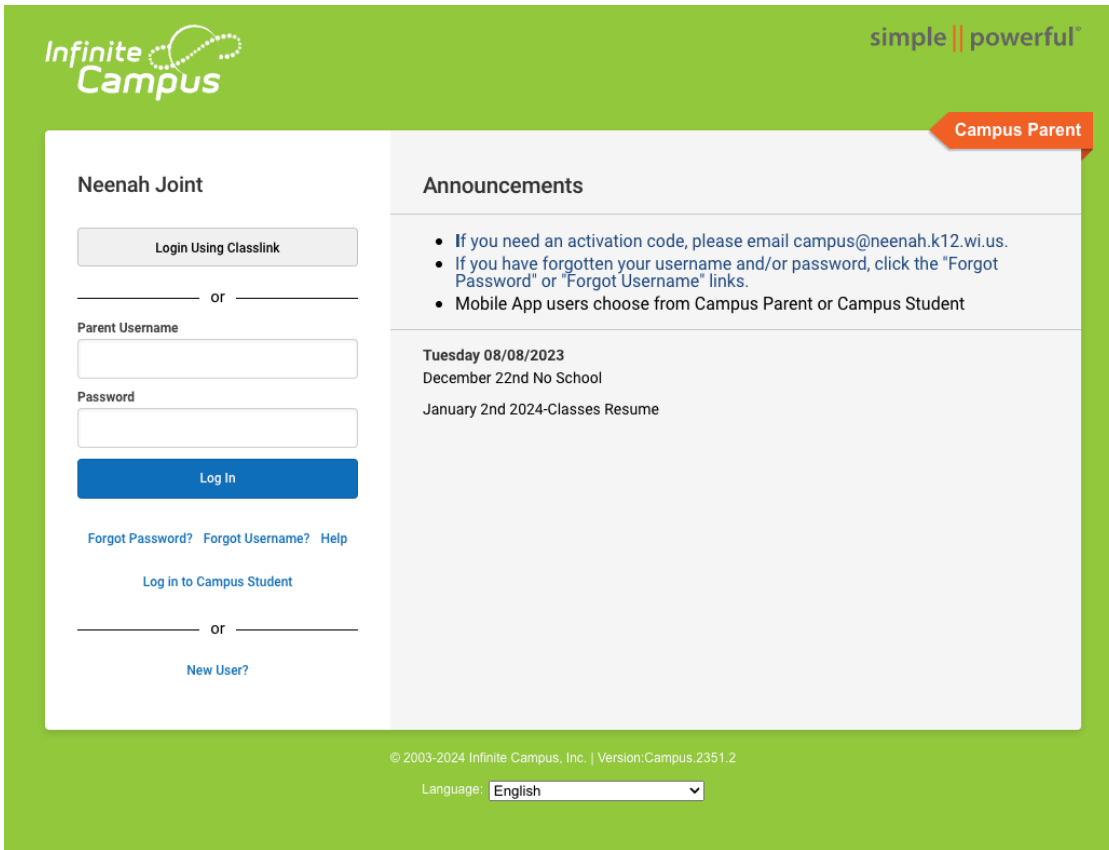 Infinite
Campus
simple || powerful®
Campus Parent
Neenah Joint
Login Using Classlink
or
Parent Username
Password
Log In
Forgot Password? Forgot Username? Help
Log in to Campus Student
or
New User?
Announcements
If you need an activation code, please email campus@neenah.k12.wi.us.
If you have forgotten your username and/or password, click the "Forgot
Password" or "Forgot Username" links.
Mobile App users choose from Campus Parent or Campus Student
Tuesday 08/08/2023
December 22nd No School
January 2nd 2024-Classes Resume
© 2003-2024 Infinite Campus, Inc. | Version:Campus.2351.2
Language: English